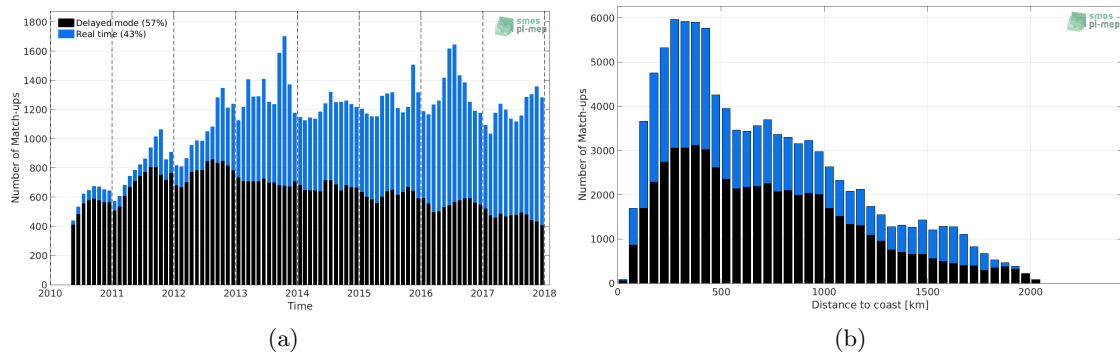 1800
1600
1400
1200
1000
800
600
400
200
0
Number of Match-ups
Delayed mode (57%)
Real time (43%)
smos
pi-mep
2010 2011 2012 2013 2014 2015 2016 2017 2018
Time
(a)
6000
5000
4000
3000
2000
1000
0
Number of Match-ups
smos
pi-mep
0 500 1000 1500 2000
Distance to coast [km]
(b)